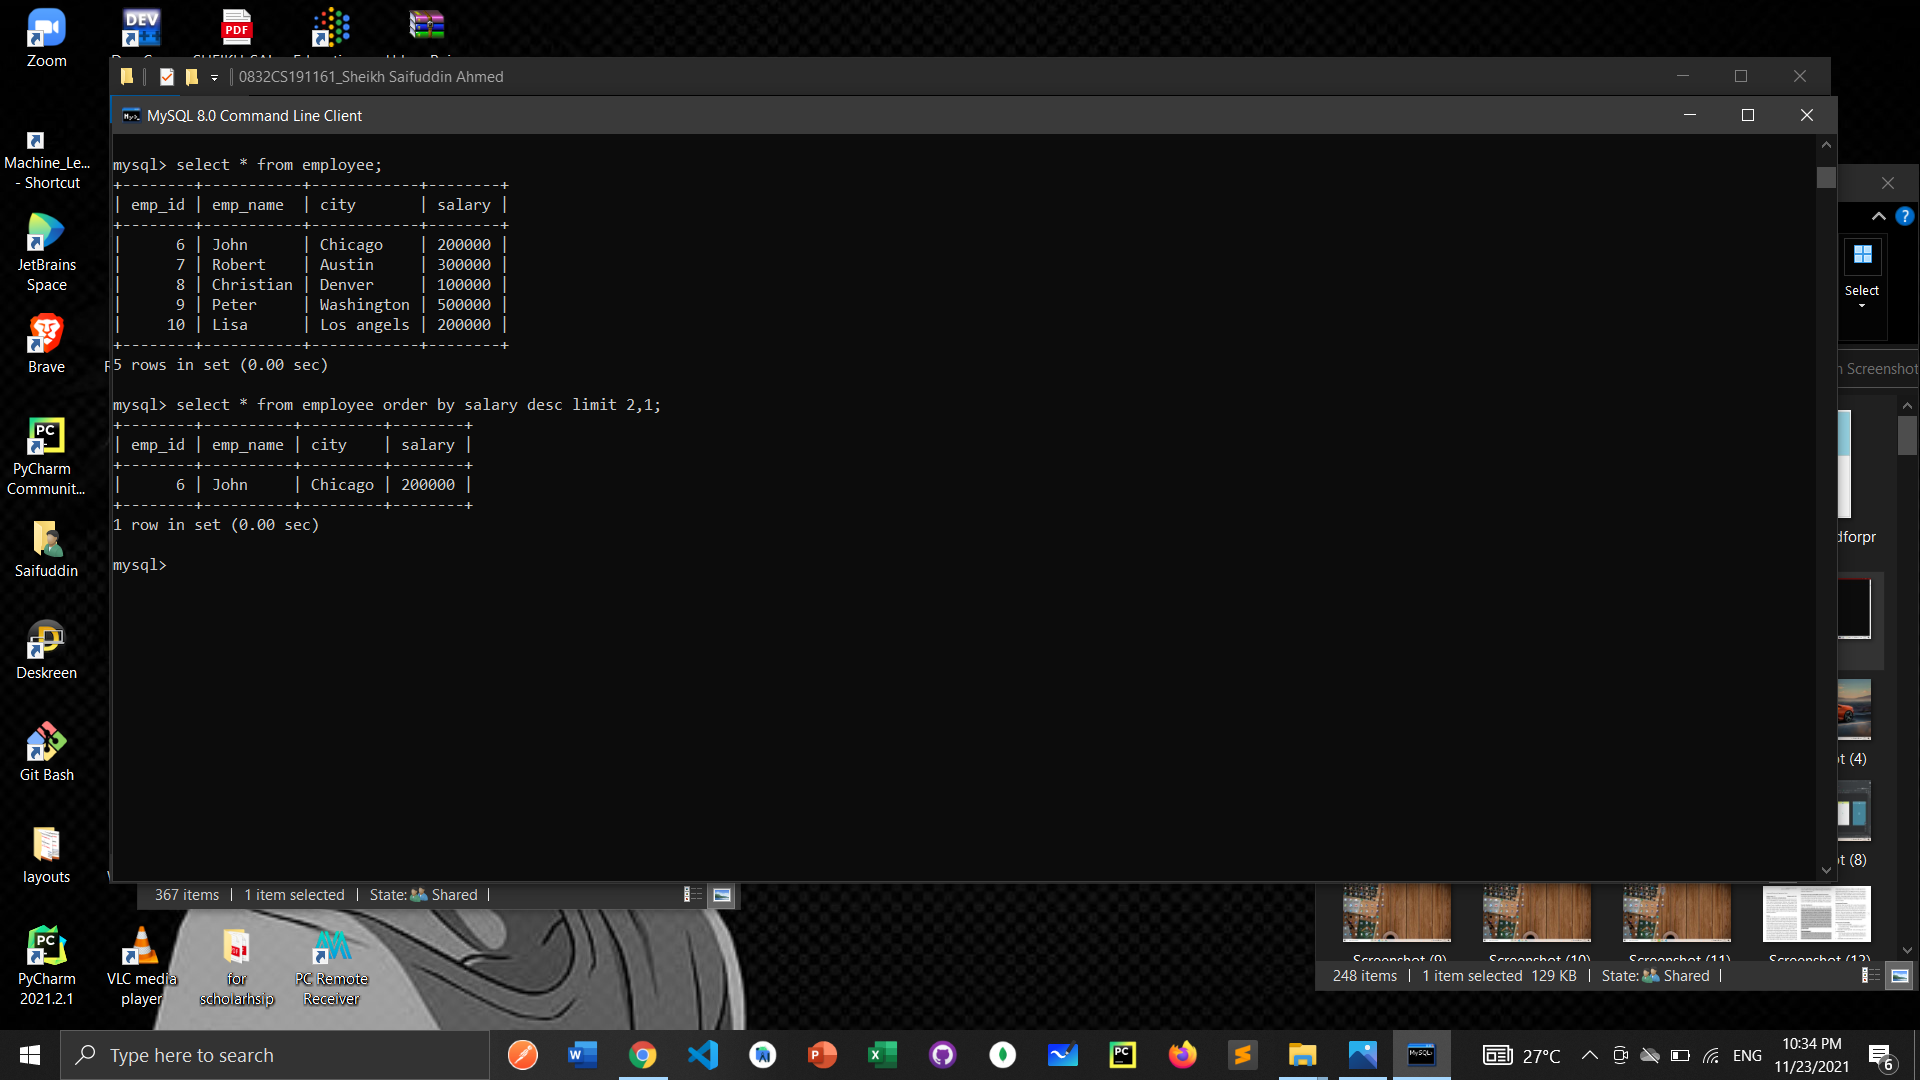 Zoom
DEV
PDF
0832CS191161_Sheikh Saifuddin Ahmed
MySQL 8.0 Command Line Client
mysql> select * from employee;
+--------+-----------+------------+--------+
| emp_id | emp_name  | city       | salary |
+--------+-----------+------------+--------+
|      6 | John      | Chicago    | 200000 |
|      7 | Robert    | Austin     | 300000 |
|      8 | Christian | Denver     | 100000 |
|      9 | Peter     | Washington | 500000 |
|     10 | Lisa      | Los angels | 200000 |
+--------+-----------+------------+--------+
5 rows in set (0.00 sec)
mysql> select * from employee order by salary desc limit 2,1;
+--------+----------+---------+--------+
| emp_id | emp_name | city    | salary |
+--------+----------+---------+--------+
|      6 | John     | Chicago | 200000 |
+--------+----------+---------+--------+
1 row in set (0.00 sec)
mysql>
Machine_Le...
- Shortcut
JetBrains
Space
Brave
PyCharm
Communit...
Saifuddin
Deskreen
Git Bash
layouts
PyCharm
2021.2.1
VLC media
player
for
scholarhsip
PC Remote
Receiver
Select
Screenshot
dforpr
ot (4)
ot (8)
367 items | 1 item selected | State: Shared |
Screenshot (9)
Screenshot (10)
Screenshot (11)
Screenshot (12)
248 items | 1 item selected 129 KB | State: Shared |
Type here to search
27°C
ENG
10:34 PM
11/23/2021
6